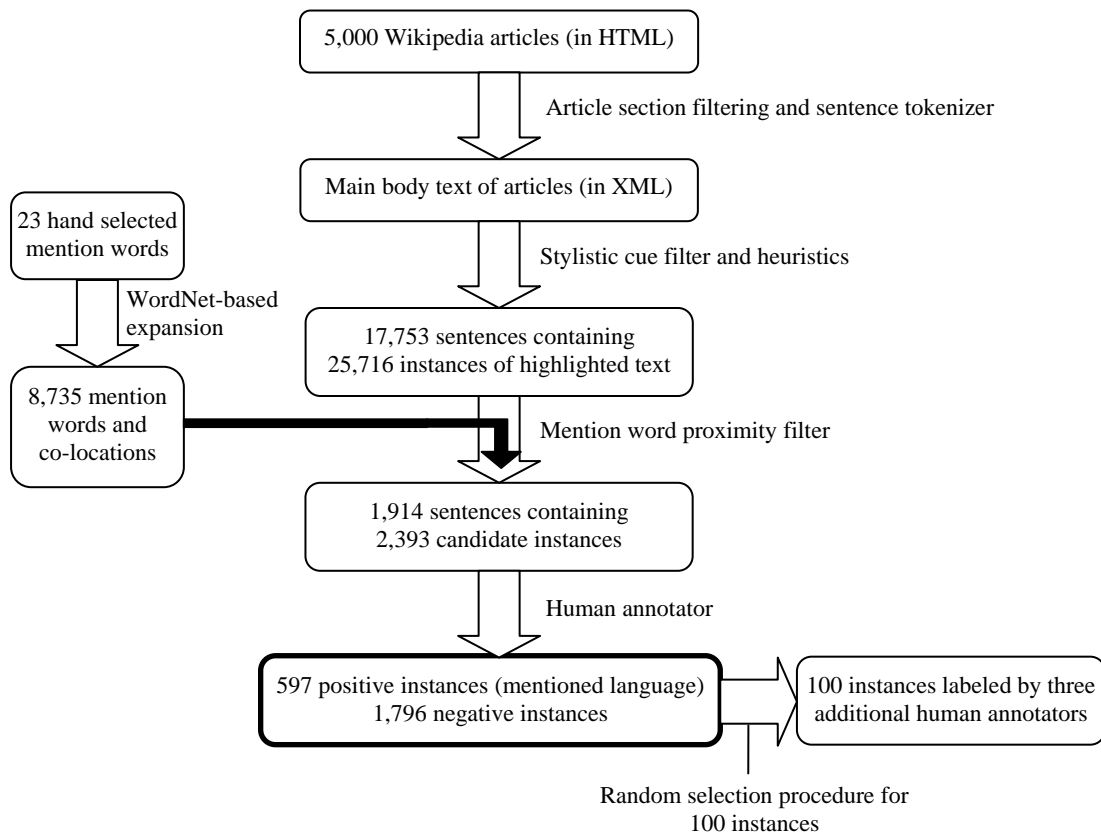 5,000 Wikipedia articles (in HTML)
Article section filtering and sentence tokenizer
Main body text of articles (in XML)
23 hand selected
mention words
Stylistic cue filter and heuristics
WordNet-based
expansion
17,753 sentences containing
25,716 instances of highlighted text
8,735 mention
words and
co-locations
Mention word proximity filter
1,914 sentences containing
2,393 candidate instances
Human annotator
597 positive instances (mentioned language)
1,796 negative instances
100 instances labeled by three
additional human annotators
Random selection procedure for
100 instances